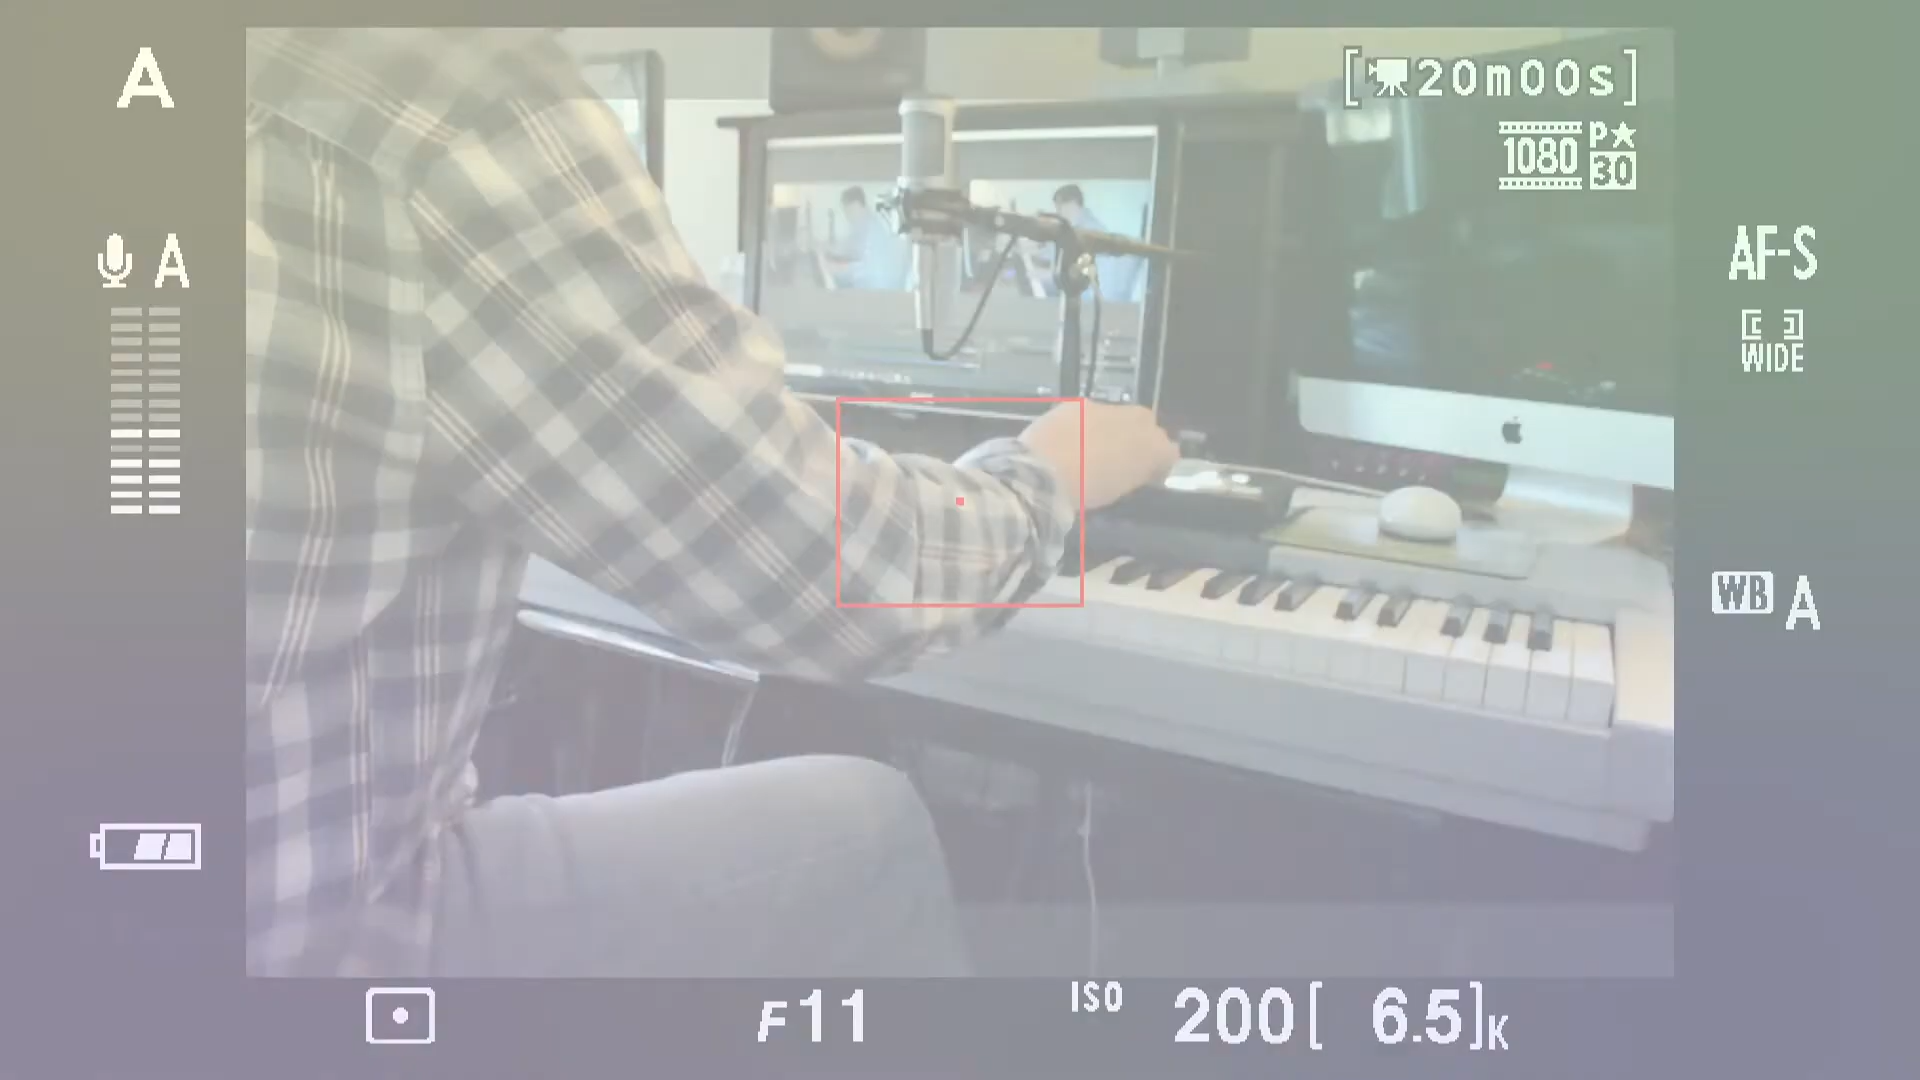 A
[20m00s]
1080 P★
30
A
AF-S
WIDE
WB A
F11
ISO 200[ 6.5]K